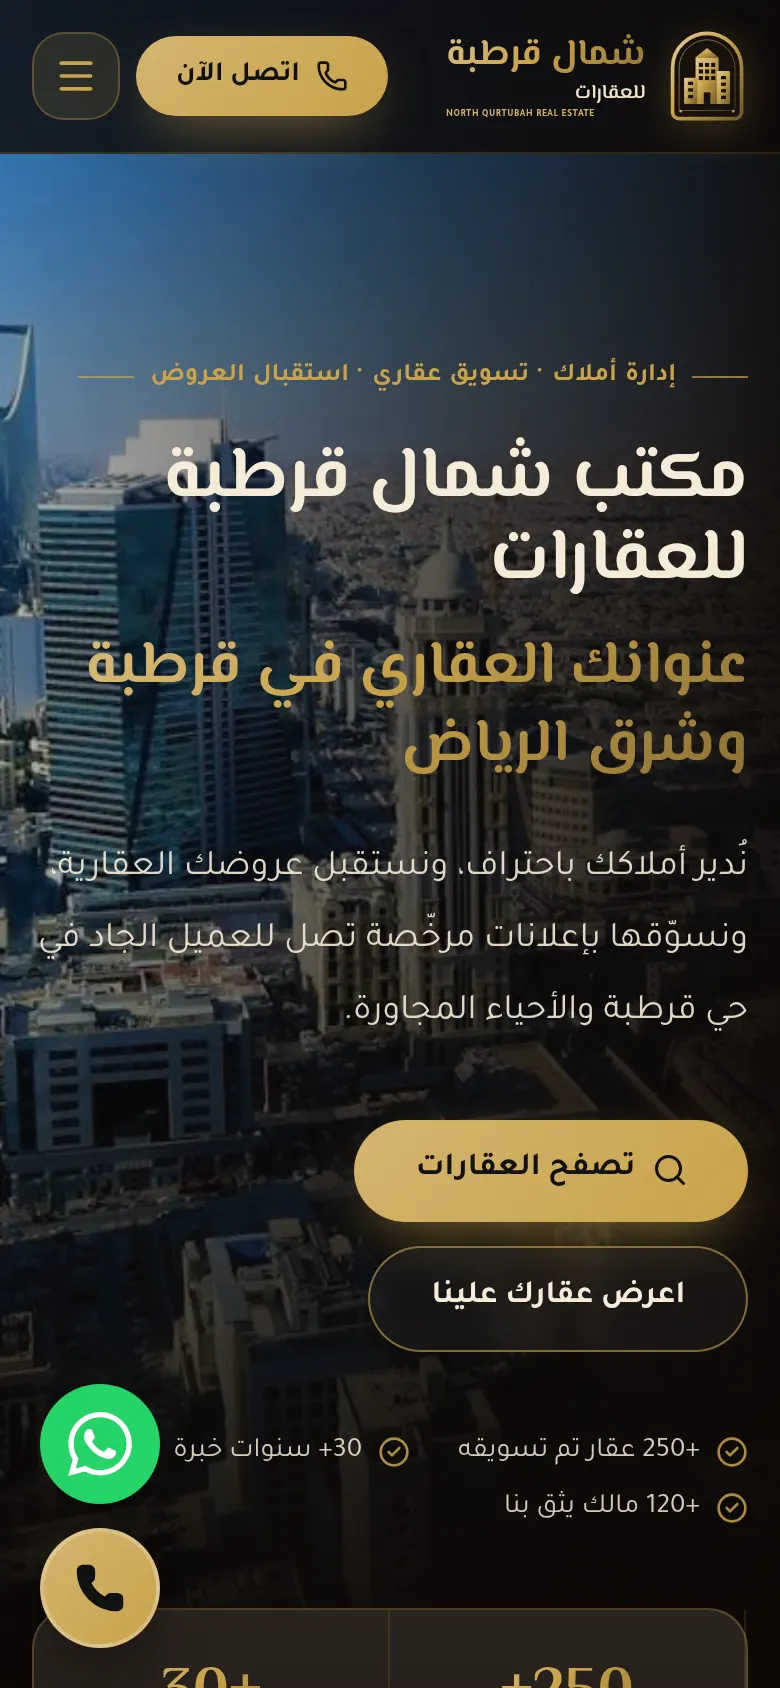 شمال قرطبة
للعقارات
NORTH QURTUBAH REAL ESTATE
اتصل الآن
إدارة أملاك · تسويق عقاري · استقبال العروض
مكتب شمال قرطبة
للعقارات
عنوانك العقاري في قرطبة
وشرق الرياض
نُدير أملاكك باحتراف، ونستقبل عروضك العقارية،
ونسوّقها بإعلانات مرخّصة تصل للعميل الجاد في
حي قرطبة والأحياء المجاورة.
تصفح العقارات
اعرض عقارك علينا
+250 عقار تم تسويقه
30+ سنوات خبرة
+120 مالك يثق بنا
+250
30+